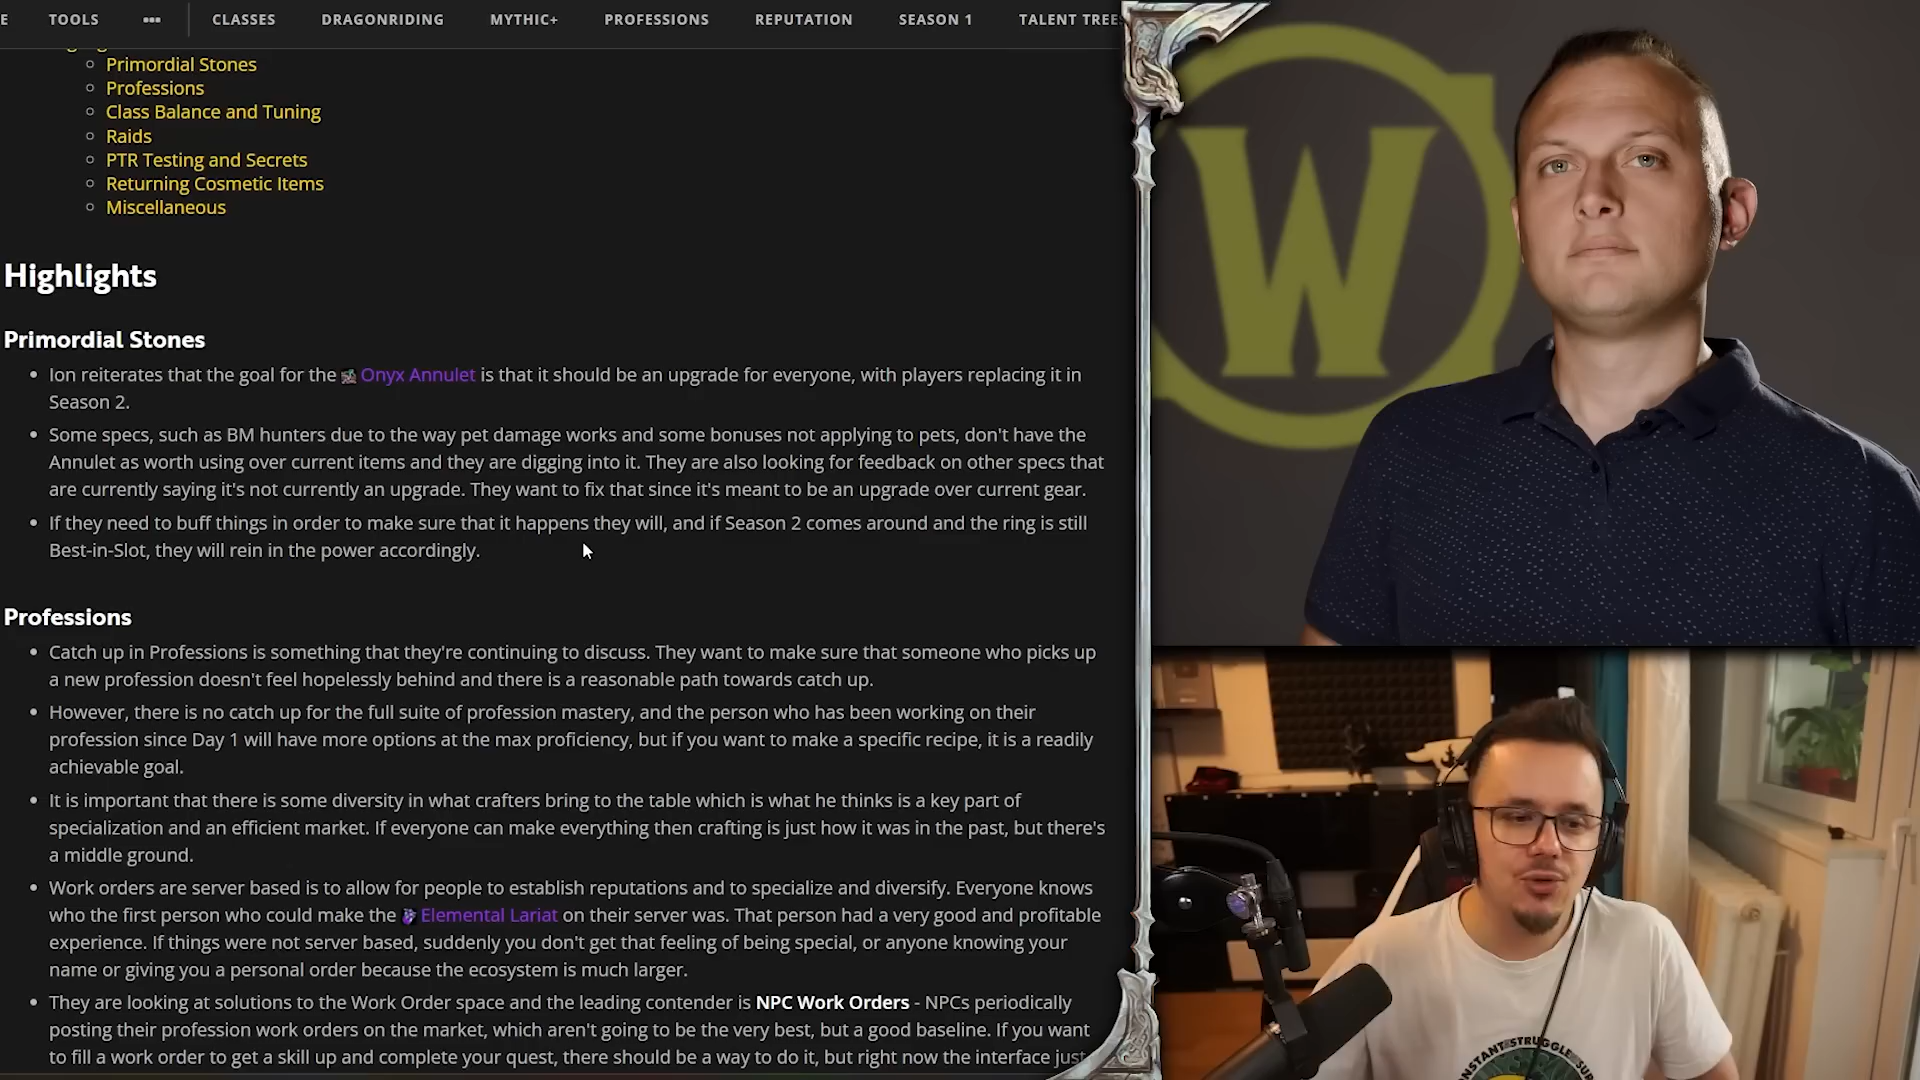 E TOOLS ••• CLASSES DRAGONRIDING MYTHIC+ PROFESSIONS REPUTATION SEASON 1 TALENT TREE
Primordial Stones
Professions
Class Balance and Tuning
Raids
PTR Testing and Secrets
Returning Cosmetic Items
Miscellaneous
Highlights
Primordial Stones
Ion reiterates that the goal for the Onyx Annulet is that it should be an upgrade for everyone, with players replacing it in
Season 2.
Some specs, such as BM hunters due to the way pet damage works and some bonuses not applying to pets, don't have the
Annulet as worth using over current items and they are digging into it. They are also looking for feedback on other specs that
are currently saying it's not currently an upgrade. They want to fix that since it's meant to be an upgrade over current gear.
If they need to buff things in order to make sure that it happens they will, and if Season 2 comes around and the ring is still
Best-in-Slot, they will rein in the power accordingly.
Professions
Catch up in Professions is something that they're continuing to discuss. They want to make sure that someone who picks up
a new profession doesn't feel hopelessly behind and there is a reasonable path towards catch up.
However, there is no catch up for the full suite of profession mastery, and the person who has been working on their
profession since Day 1 will have more options at the max proficiency, but if you want to make a specific recipe, it is a readily
achievable goal.
It is important that there is some diversity in what crafters bring to the table which is what he thinks is a key part of
specialization and an efficient market. If everyone can make everything then crafting is just how it was in the past, but there's
a middle ground.
Work orders are server based is to allow for people to establish reputations and to specialize and diversify. Everyone knows
who the first person who could make the Elemental Lariat on their server was. That person had a very good and profitable
experience. If things were not server based, suddenly you don't get that feeling of being special, or anyone knowing your
name or giving you a personal order because the ecosystem is much larger.
They are looking at solutions to the Work Order space and the leading contender is NPC Work Orders - NPCs periodically
posting their profession work orders on the market, which aren't going to be the very best, but a good baseline. If you want
to fill a work order to get a skill up and complete your quest, there should be a way to do it, but right now the interface just
W
STRUGGLE